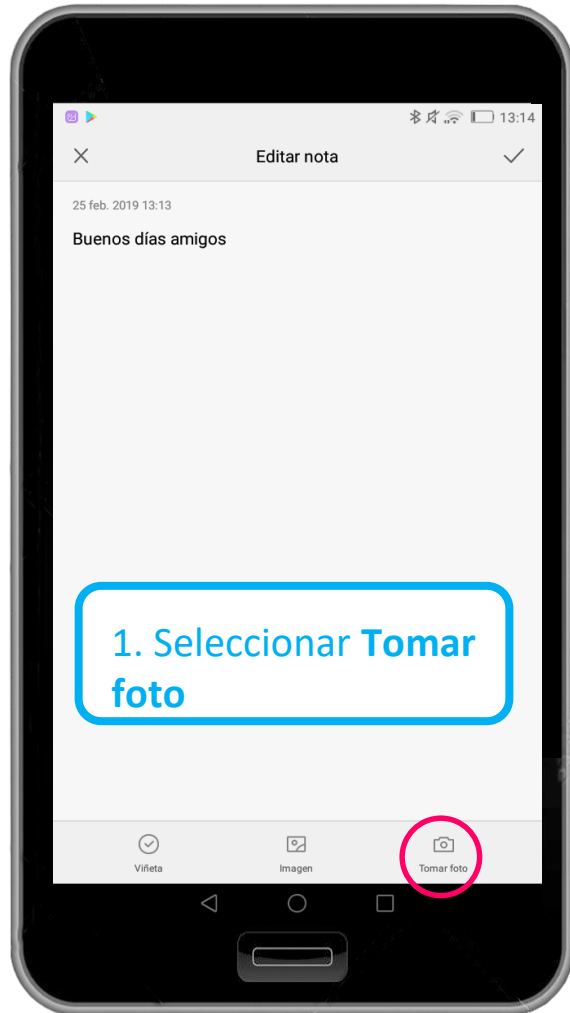 13:14
Editar nota
25 feb. 2019 13:13
Buenos días amigos
1. Seleccionar Tomar
foto
Viñeta Imagen Tomar foto